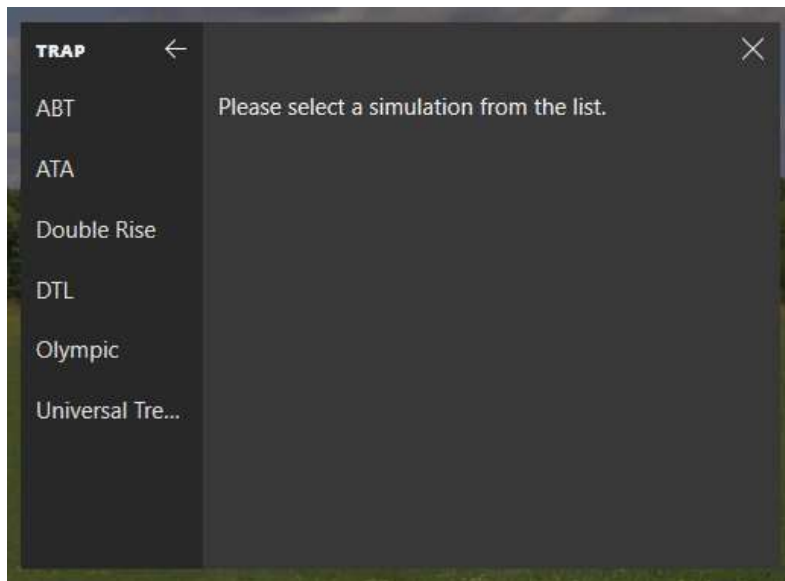 TRAP
ABT
ATA
Double Rise
DTL
Olympic
Universal Tre...
Please select a simulation from the list.